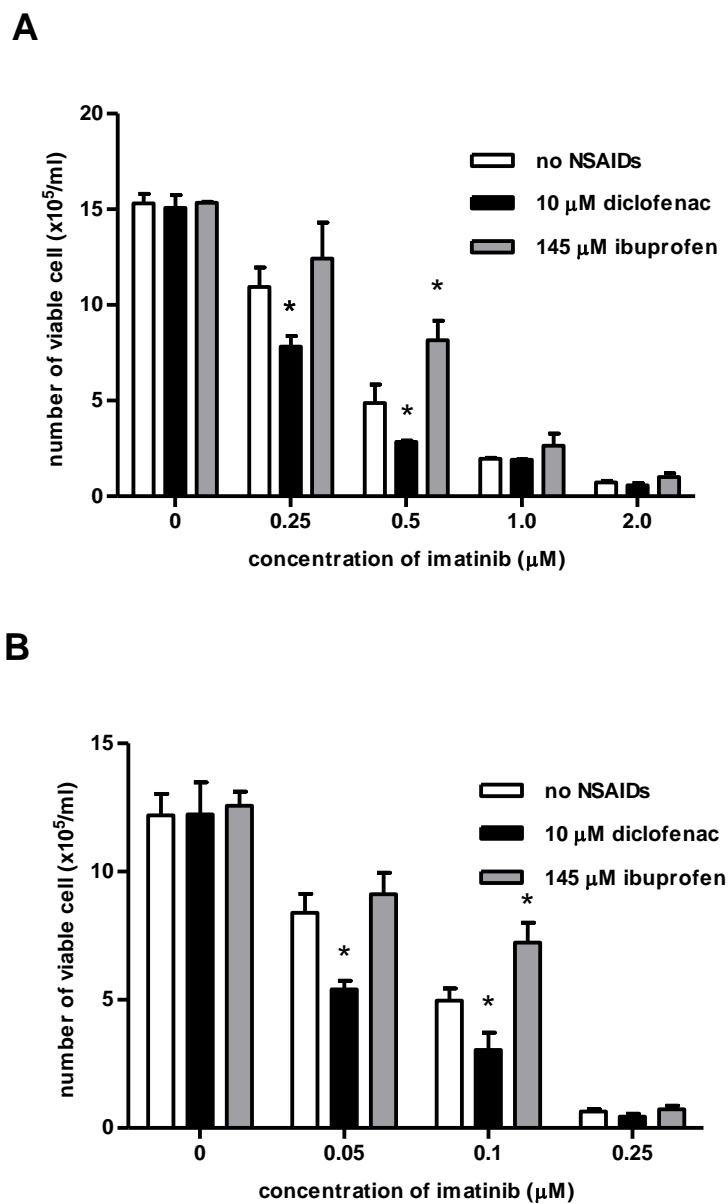 A
number of viable cell (x10⁵/ml)
20
15
10
5
0
no NSAIDs
10 μM diclofenac
145 μM ibuprofen
*
*
*
0 0.25 0.5 1.0 2.0
concentration of imatinib (μM)
B
number of viable cell (x10⁵/ml)
15
10
5
0
no NSAIDs
10 μM diclofenac
145 μM ibuprofen
*
*
*
0 0.05 0.1 0.25
concentration of imatinib (μM)